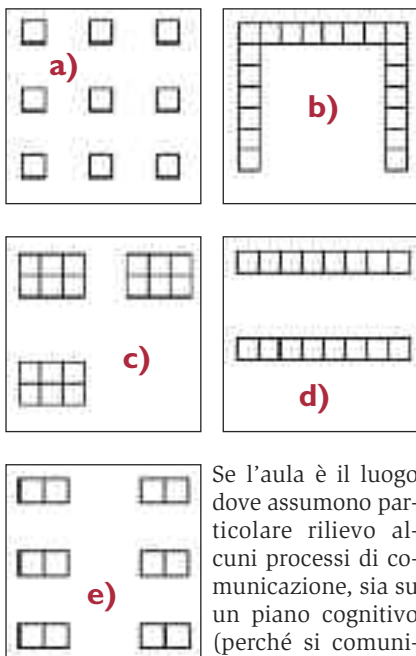 a)
b)
c)
d)
e)
Se l'aula è il luogo
dove assumono par-
ticolare rilievo al-
cuni processi di co-
municazione, sia su
un piano cognitivo
(perché si comuni-